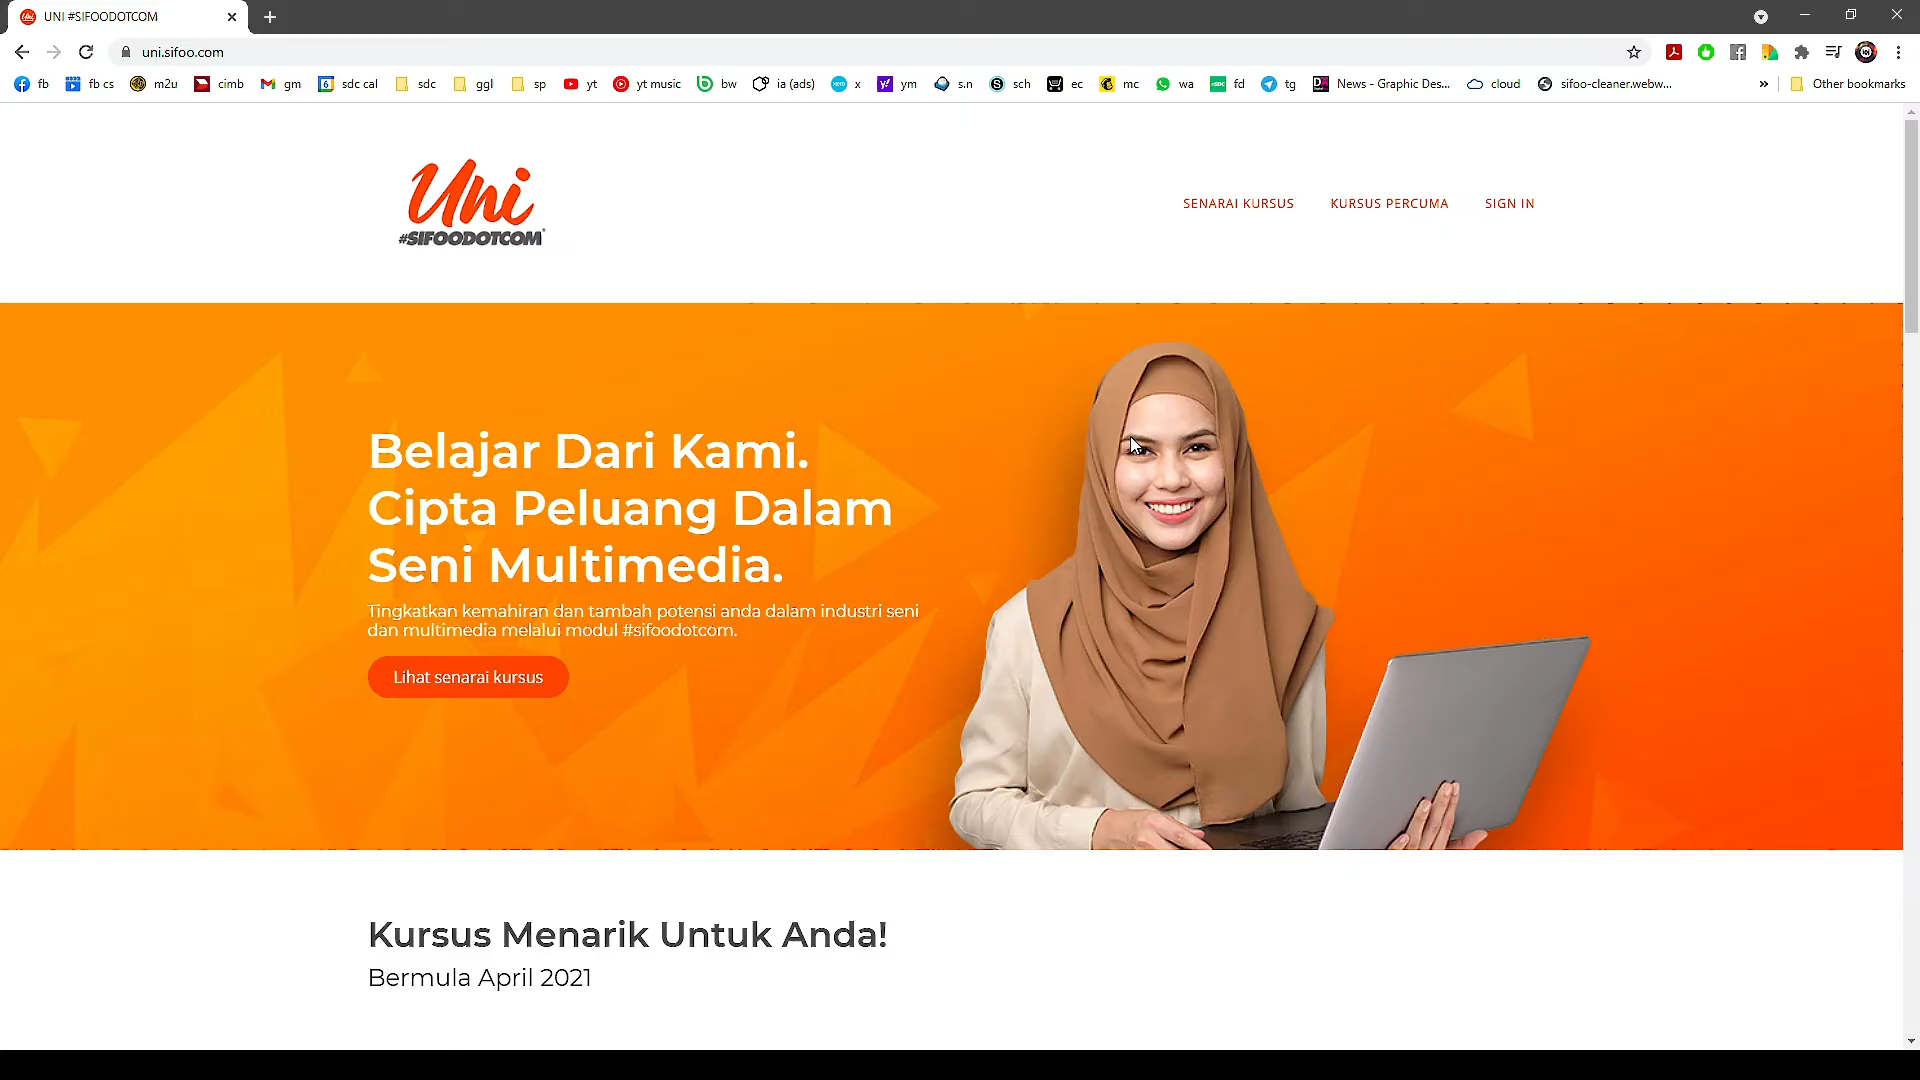 UNI #SIFOODOTCOM
uni.sifoo.com
fb
fb cs
m2u
cimb
gm
sdc cal
sdc
ggl
sp
yt
yt music
bw
ia (ads)
x
ym
s.n
sch
ec
mc
wa
fd
tg
News - Graphic Des...
cloud
sifoo-cleaner.webw...
»
Other bookmarks
Uni
#SIFOODOTCOM
SENARAI KURSUS
KURSUS PERCUMA
SIGN IN
Belajar Dari Kami.
Cipta Peluang Dalam
Seni Multimedia.
Tingkatkan kemahiran dan tambah potensi anda dalam industri seni
dan multimedia melalui modul #sifoodotcom.
Lihat senarai kursus
Kursus Menarik Untuk Anda!
Bermula April 2021